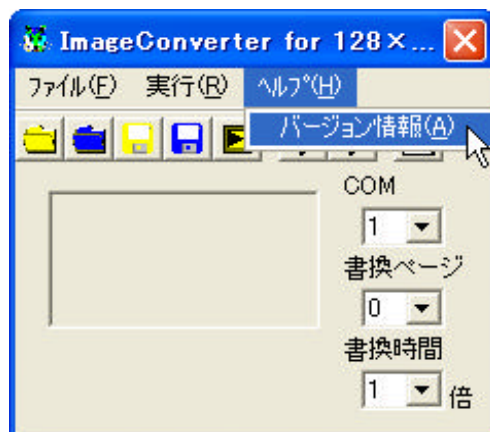 ImageConverter for 128×...
ファイル(F) 実行(R) ヘルプ(H)
バージョン情報(A)
COM
1
書換ページ
0
書換時間
1 倍